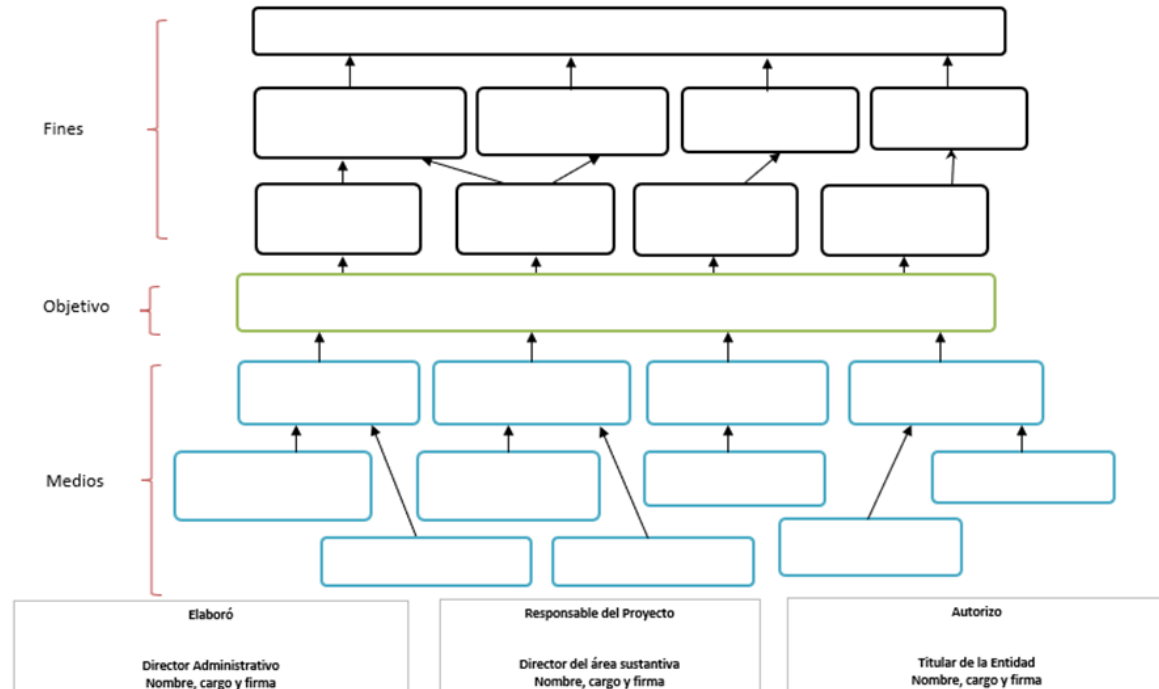 Fines
Objetivo
Medios
Elaboró
Director Administrativo
Nombre, cargo y firma
Responsable del Proyecto
Director del área sustantiva
Nombre, cargo y firma
Autorizo
Titular de la Entidad
Nombre, cargo y firma